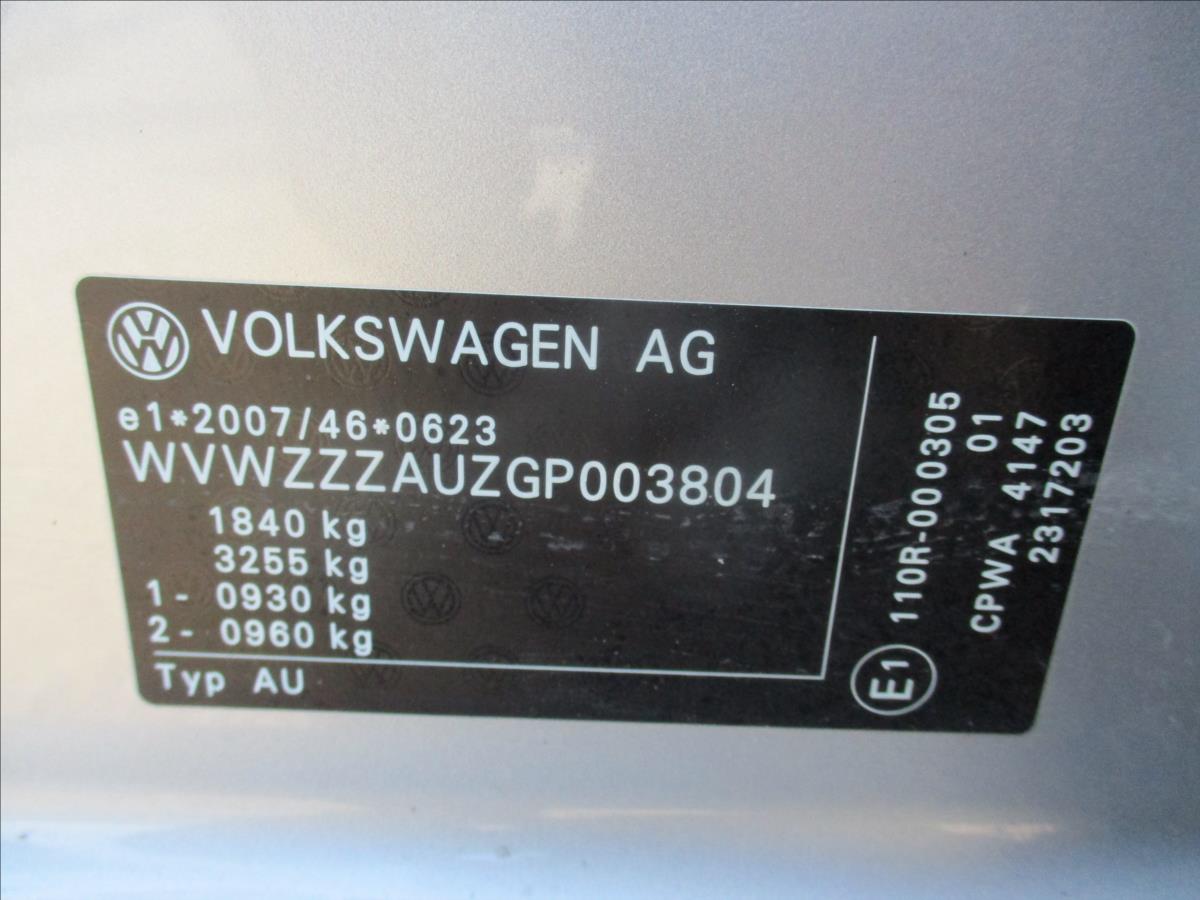 VOLKSWAGEN AG
e1*2007/46*0623
WVWZZZAUZGP003804
1840 kg
3255 kg
1- 0930 kg
2- 0960 kg
Typ AU
E1 110R-000305
01
CPWA 4147
2317203